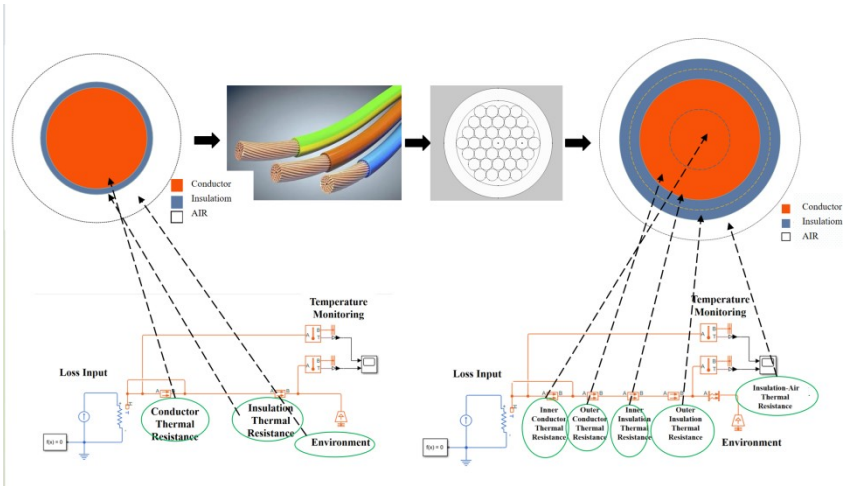 Conductor
Insulatiom
AIR
Conductor
Insulatiom
AIR
Temperature
Monitoring
B
A
T
B
A
T
Loss Input
A
B
A
B
f(x) = 0
Conductor
Thermal
Resistance
Insulation
Thermal
Resistance
Environment
Temperature
Monitoring
B
A
T
B
A
T
Loss Input
A
B
A
B
A
B
A
B
A
f(x) = 0
Inner
Conductor
Thermal
Resistance
Outer
Conductor
Thermal
Resistance
Inner
Insulation
Thermal
Resistance
Outer
Insulation
Thermal
Resistance
Insulation-Air
Thermal
Resistance
Environment